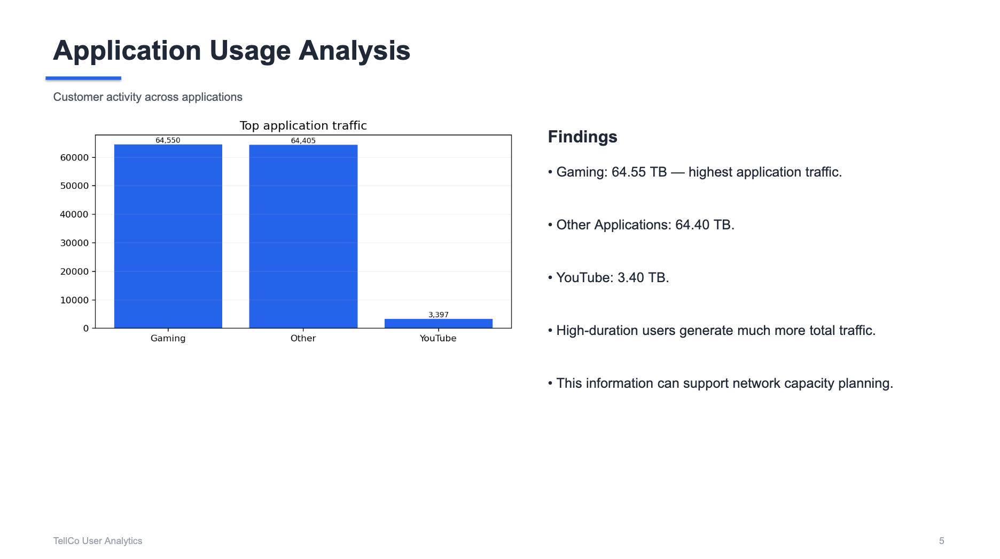 Application Usage Analysis
Customer activity across applications
Top application traffic
64,550
64,405
3,397
60000
50000
40000
30000
20000
10000
0
Gaming
Other
YouTube
Findings
• Gaming: 64.55 TB — highest application traffic.
• Other Applications: 64.40 TB.
• YouTube: 3.40 TB.
• High-duration users generate much more total traffic.
• This information can support network capacity planning.
TellCo User Analytics
5